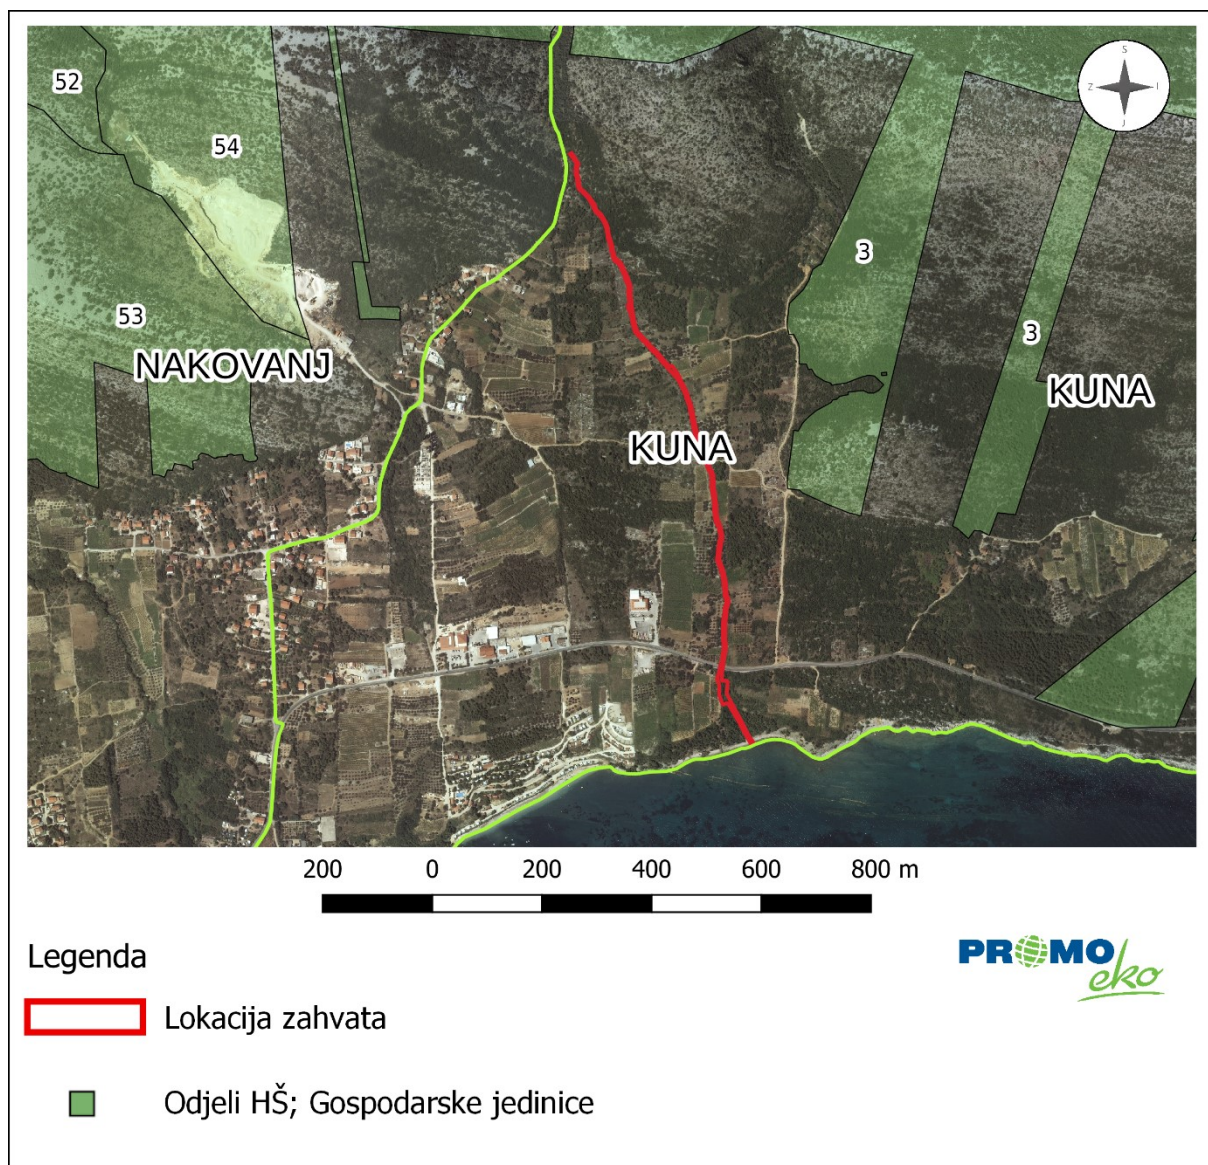 52
S
Z I
J
54
3
53
3
NAKOVANJ
KUNA
KUNA
200 0 200 400 600 800 m
PROMO
eko
Legenda
Lokacija zahvata
Odjeli HŠ; Gospodarske jedinice